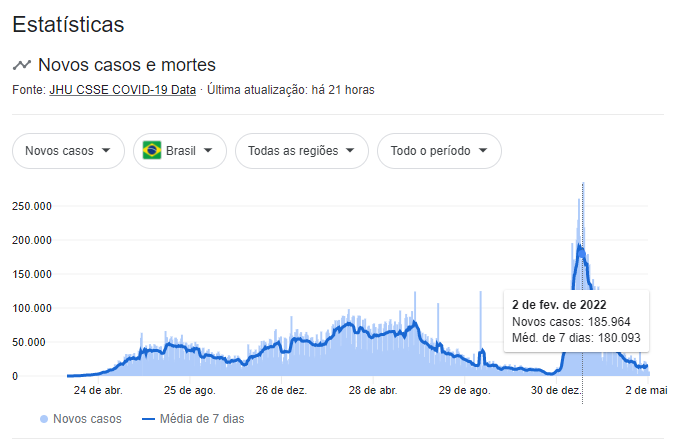 Estatísticas
Novos casos e mortes
Fonte: JHU CSSE COVID-19 Data · Última atualização: há 21 horas
Novos casos Brasil Todas as regiões Todo o período
250.000
200.000
150.000
100.000
50.000
0
2 de fev. de 2022
Novos casos: 185.964
Méd. de 7 dias: 180.093
24 de abr. 25 de ago. 26 de dez. 28 de abr. 29 de ago. 30 de dez. 2 de mai
Novos casos Média de 7 dias